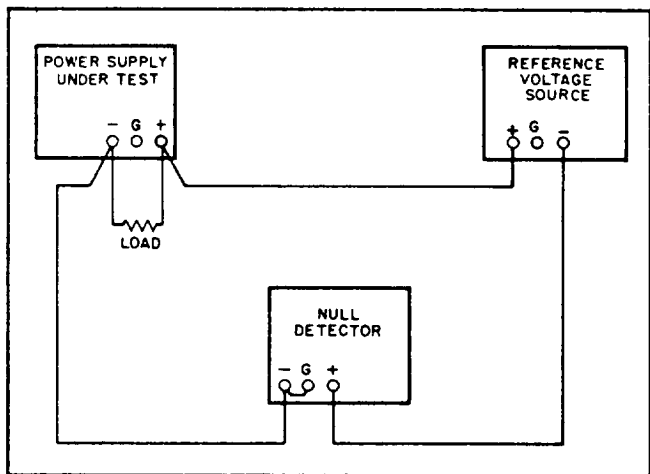 POWER SUPPLY
UNDER TEST
− G +
LOAD
REFERENCE
VOLTAGE
SOURCE
+ G −
NULL
DETECTOR
− G +